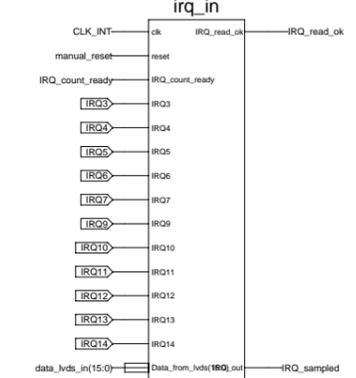 irq_in
CLK_INT clk IRQ_read_ok IRQ_read_ok
manual_reset reset
IRQ_count_ready IRQ_count_ready
IRQ3 IRQ3
IRQ4 IRQ4
IRQ5 IRQ5
IRQ6 IRQ6
IRQ7 IRQ7
IRQ9 IRQ9
IRQ10 IRQ10
IRQ11 IRQ11
IRQ12 IRQ12
IRQ13 IRQ13
IRQ14 IRQ14
data_lvds_in(15:0) Data_from_lvds(15:0) IRQ_out IRQ_sampled